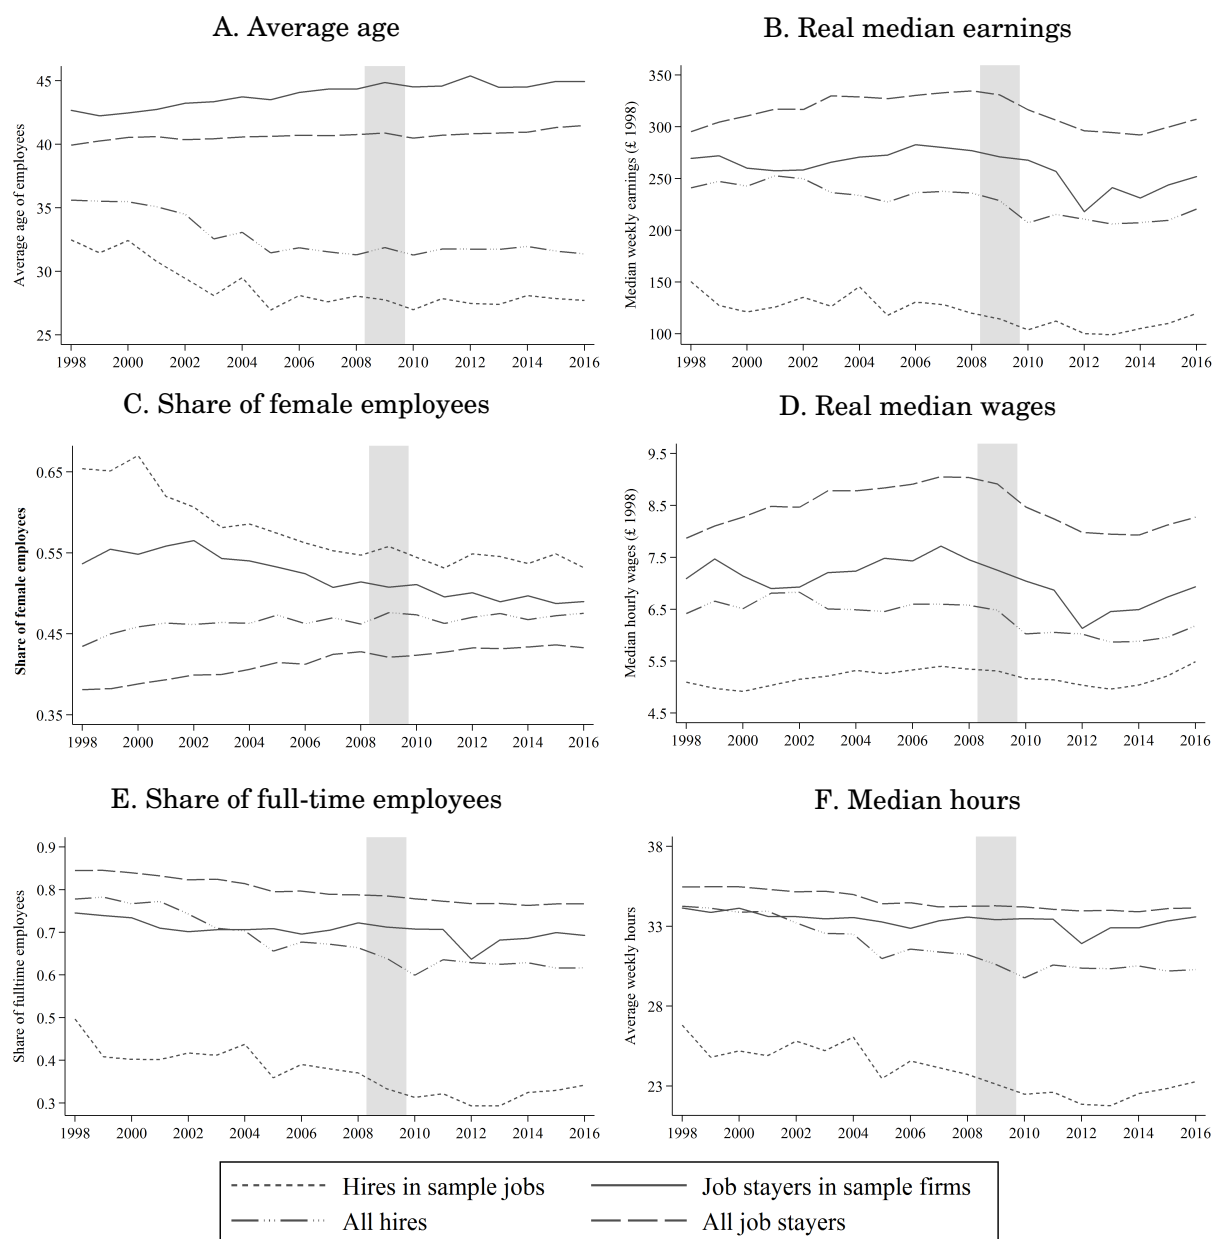 A. Average age
Average age of employees
45
40
35
30
25
1998 2000 2002 2004 2006 2008 2010 2012 2014 2016
B. Real median earnings
Median weekly earnings (£ 1998)
350
300
250
200
150
100
1998 2000 2002 2004 2006 2008 2010 2012 2014 2016
C. Share of female employees
Share of female employees
0.65
0.55
0.45
0.35
1998 2000 2002 2004 2006 2008 2010 2012 2014 2016
D. Real median wages
Median hourly wages (£ 1998)
9.5
8.5
7.5
6.5
5.5
4.5
1998 2000 2002 2004 2006 2008 2010 2012 2014 2016
E. Share of full-time employees
Share of fulltime employees
0.9
0.8
0.7
0.6
0.5
0.4
0.3
1998 2000 2002 2004 2006 2008 2010 2012 2014 2016
F. Median hours
Average weekly hours
38
33
28
23
1998 2000 2002 2004 2006 2008 2010 2012 2014 2016
Hires in sample jobs
Job stayers in sample firms
All hires
All job stayers